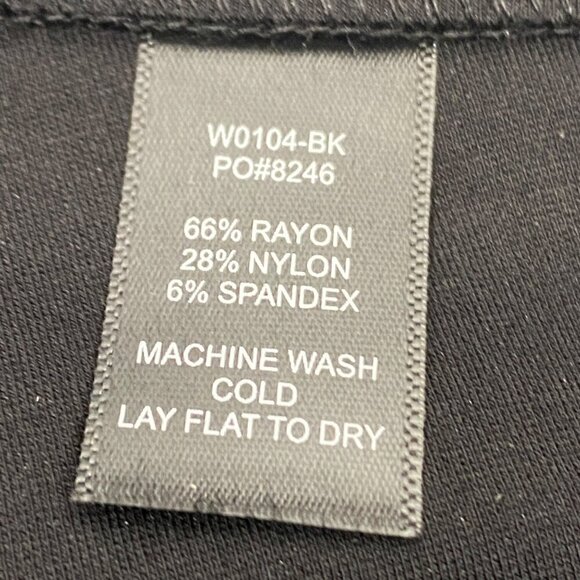 W0104-BK
PO#8246
66% RAYON
28% NYLON
6% SPANDEX
MACHINE WASH
COLD
LAY FLAT TO DRY